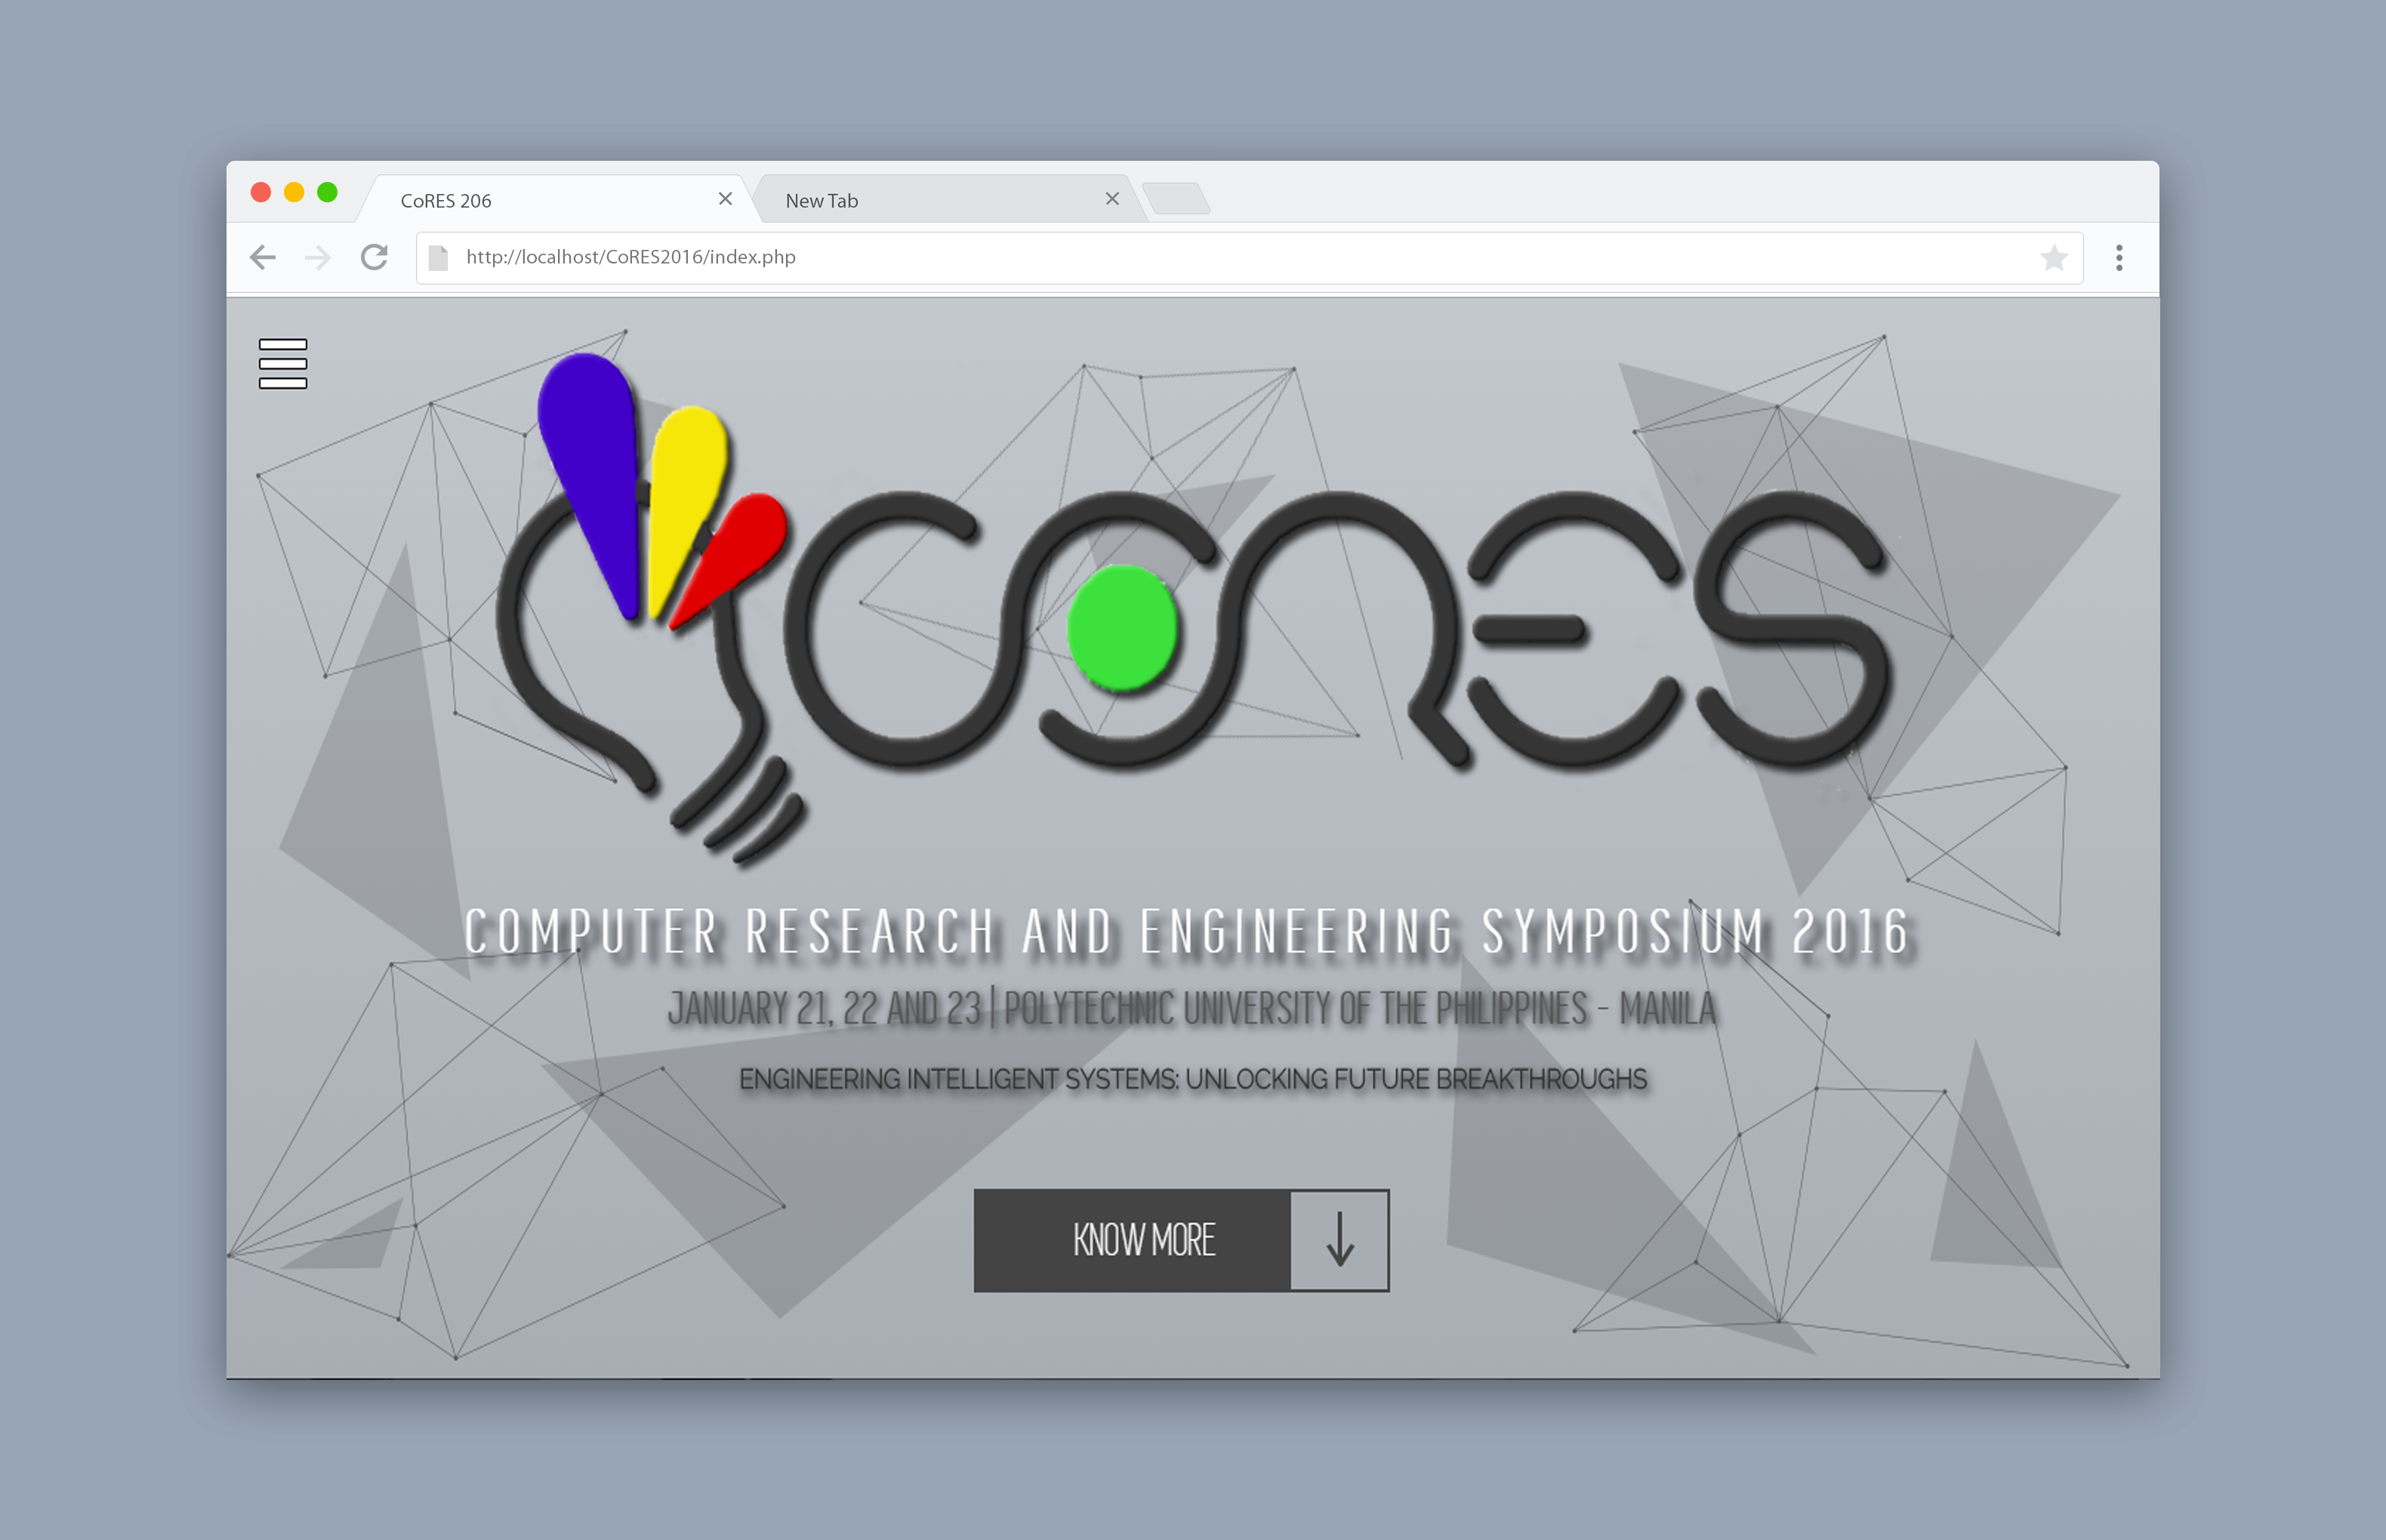 CoRES 206
New Tab
http://localhost/CoRES2016/index.php
CORES
COMPUTER RESEARCH AND ENGINEERING SYMPOSIUM 2016
JANUARY 21, 22 AND 23 | POLYTECHNIC UNIVERSITY OF THE PHILIPPINES - MANILA
ENGINEERING INTELLIGENT SYSTEMS: UNLOCKING FUTURE BREAKTHROUGHS
KNOW MORE